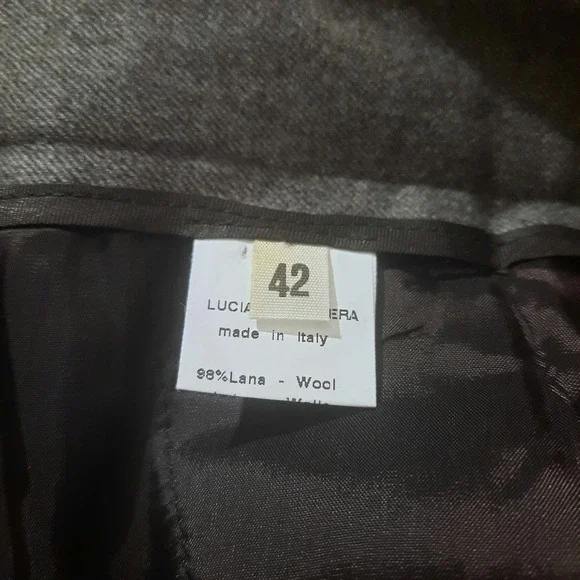 42
LUCIA ERA
made in Italy
98%Lana - Wool